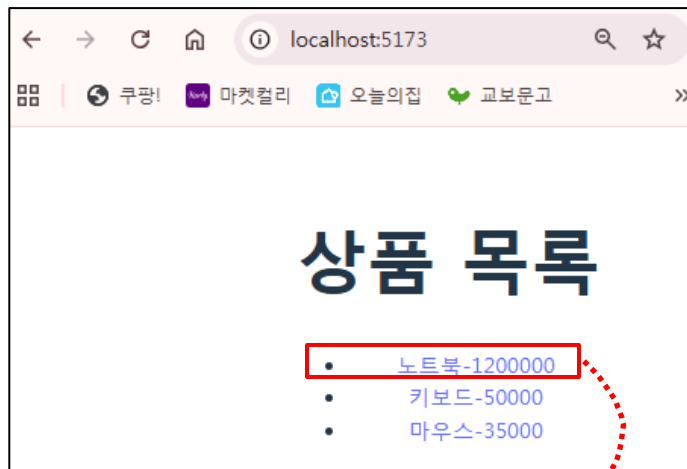 localhost:5173
쿠팡! 마켓컬리 오늘의집 교보문고
상품 목록
노트북-1200000
키보드-50000
마우스-35000